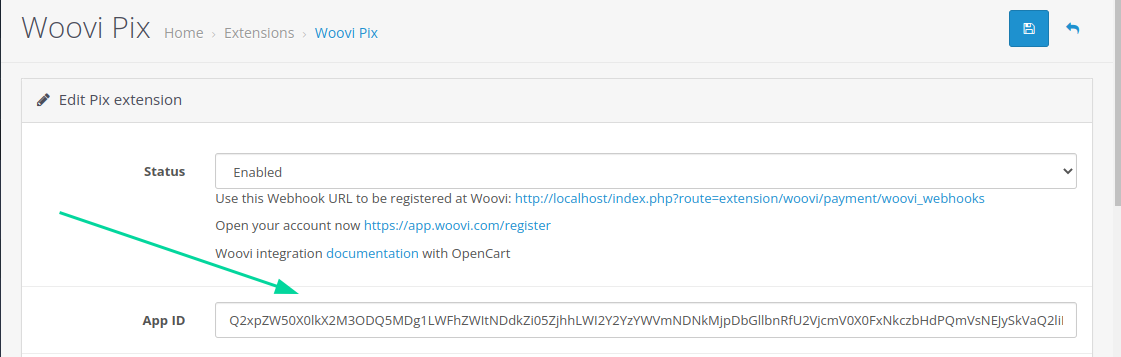 Woovi Pix Home › Extensions › Woovi Pix
Edit Pix extension
Status Enabled
Use this Webhook URL to be registered at Woovi: http://localhost/index.php?route=extension/woovi/payment/woovi_webhooks
Open your account now https://app.woovi.com/register
Woovi integration documentation with OpenCart
App ID